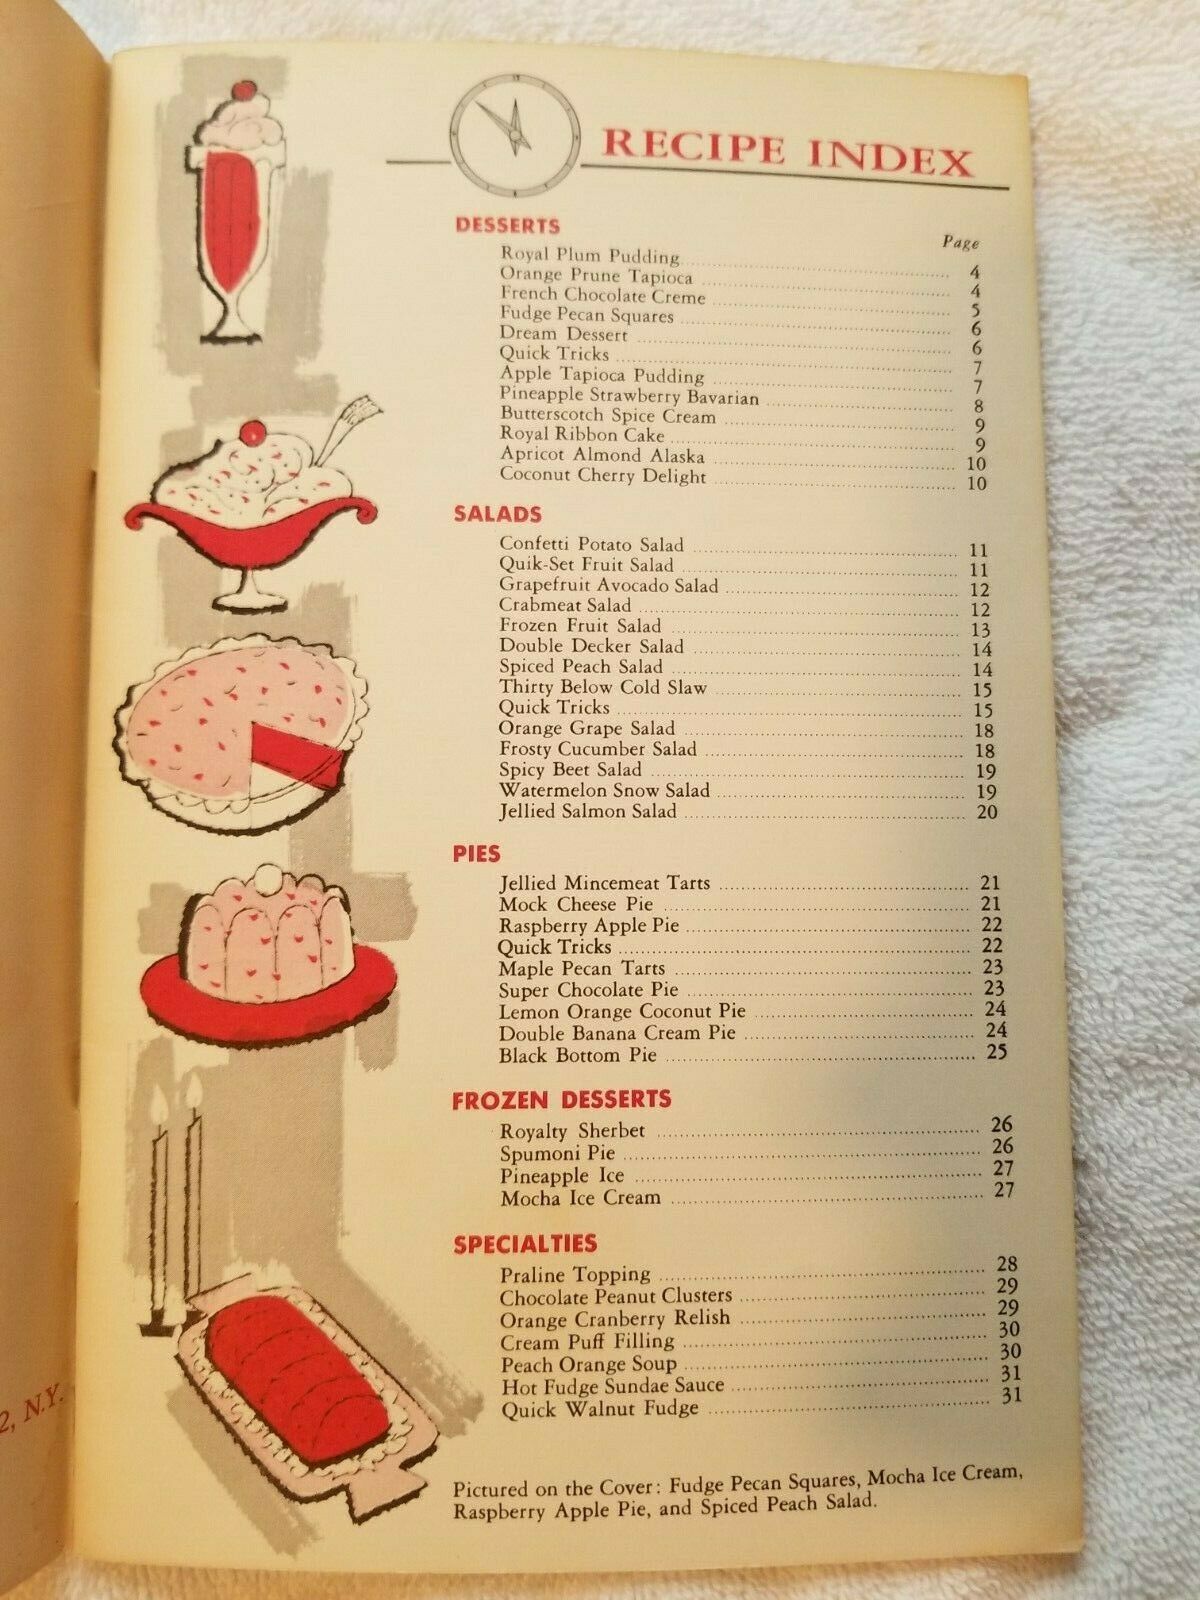 RECIPE INDEX
DESSERTS
Page
Royal Plum Pudding 4
Orange Prune Tapioca 4
French Chocolate Creme 5
Fudge Pecan Squares 6
Dream Dessert 6
Quick Tricks 7
Apple Tapioca Pudding 7
Pineapple Strawberry Bavarian 8
Butterscotch Spice Cream 9
Royal Ribbon Cake 9
Apricot Almond Alaska 10
Coconut Cherry Delight 10
SALADS
Confetti Potato Salad 11
Quik-Set Fruit Salad 11
Grapefruit Avocado Salad 12
Crabmeat Salad 12
Frozen Fruit Salad 13
Double Decker Salad 14
Spiced Peach Salad 14
Thirty Below Cold Slaw 15
Quick Tricks 15
Orange Grape Salad 18
Frosty Cucumber Salad 18
Spicy Beet Salad 19
Watermelon Snow Salad 19
Jellied Salmon Salad 20
PIES
Jellied Mincemeat Tarts 21
Mock Cheese Pie 21
Raspberry Apple Pie 22
Quick Tricks 22
Maple Pecan Tarts 23
Super Chocolate Pie 23
Lemon Orange Coconut Pie 24
Double Banana Cream Pie 24
Black Bottom Pie 25
FROZEN DESSERTS
Royalty Sherbet 26
Spumoni Pie 26
Pineapple Ice 27
Mocha Ice Cream 27
SPECIALTIES
Praline Topping 28
Chocolate Peanut Clusters 29
Orange Cranberry Relish 29
Cream Puff Filling 30
Peach Orange Soup 30
Hot Fudge Sundae Sauce 31
Quick Walnut Fudge 31
Pictured on the Cover: Fudge Pecan Squares, Mocha Ice Cream,
Raspberry Apple Pie, and Spiced Peach Salad.
2, N.Y.